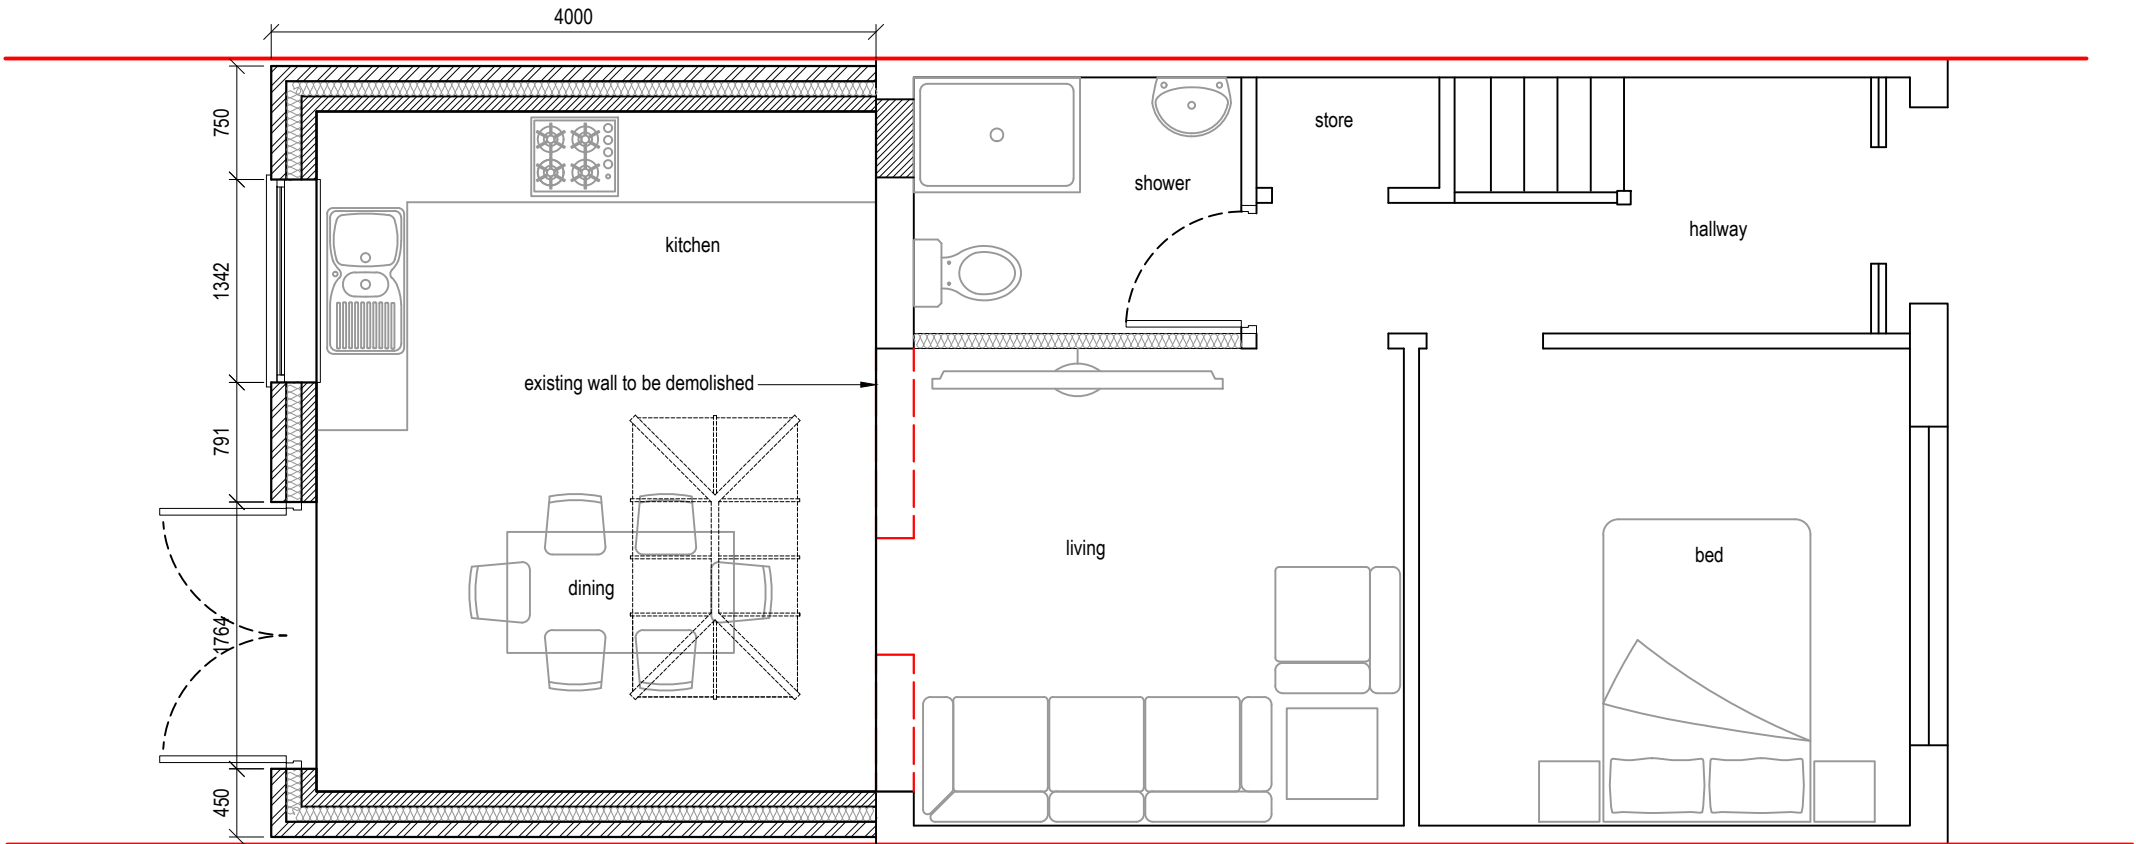 4000
750
store
shower
hallway
kitchen
1342
existing wall to be demolished
791
living
bed
dining
1764
450